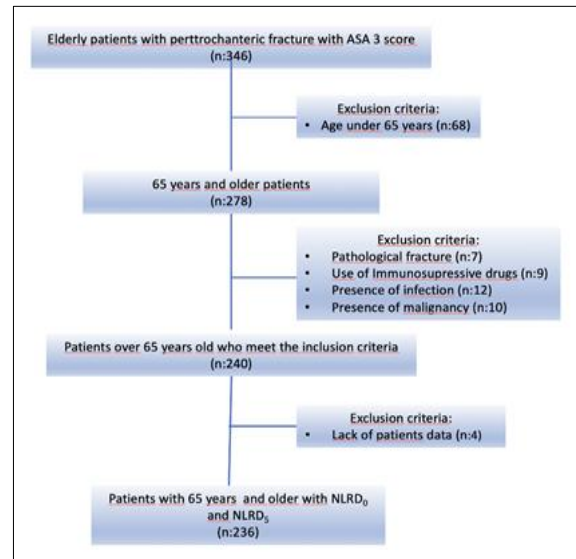 Elderly patients with perttrochanteric fracture with ASA 3 score
(n:346)
Exclusion criteria:
• Age under 65 years (n:68)
65 years and older patients
(n:278)
Exclusion criteria:
• Pathological fracture (n:7)
• Use of Immunosupressive drugs (n:9)
• Presence of infection (n:12)
• Presence of malignancy (n:10)
Patients over 65 years old who meet the inclusion criteria
(n:240)
Exclusion criteria:
• Lack of patients data (n:4)
Patients with 65 years and older with NLRD₀
and NLRD₅
(n:236)